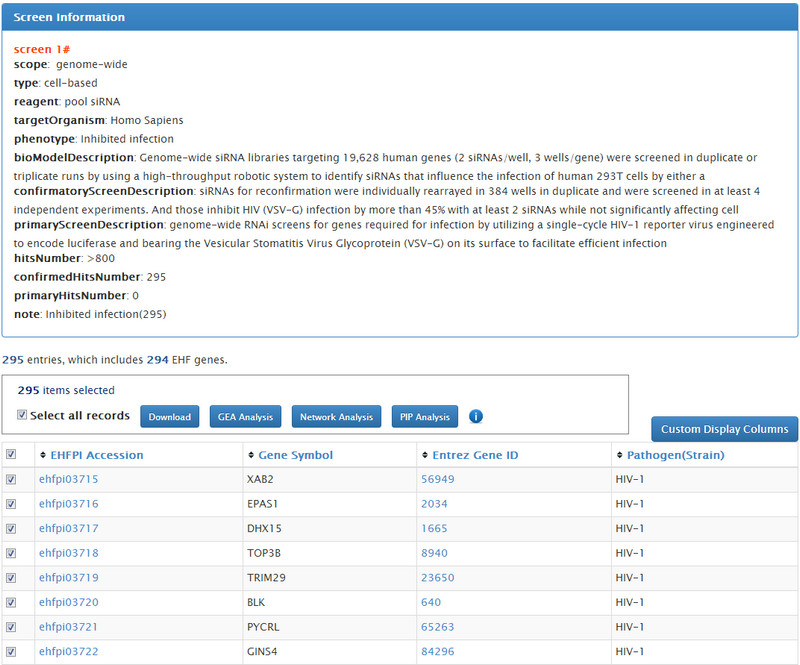 Screen Information
screen 1#
scope: genome-wide
type: cell-based
reagent: pool siRNA
targetOrganism: Homo Sapiens
phenotype: Inhibited infection
bioModelDescription: Genome-wide siRNA libraries targeting 19,628 human genes (2 siRNAs/well, 3 wells/gene) were screened in duplicate or
triplicate runs by using a high-throughput robotic system to identify siRNAs that influence the infection of human 293T cells by either a
confirmatoryScreenDescription: siRNAs for reconfirmation were individually rearrayed in 384 wells in duplicate and were screened in at least 4
independent experiments. And those inhibit HIV (VSV-G) infection by more than 45% with at least 2 siRNAs while not significantly affecting cell
primaryScreenDescription: genome-wide RNAi screens for genes required for infection by utilizing a single-cycle HIV-1 reporter virus engineered
to encode luciferase and bearing the Vesicular Stomatitis Virus Glycoprotein (VSV-G) on its surface to facilitate efficient infection
hitsNumber: >800
confirmedHitsNumber: 295
primaryHitsNumber: 0
note: Inhibited infection(295)
295 entries, which includes 294 EHF genes.
295 items selected
Select all records Download GEA Analysis Network Analysis PIP Analysis i
Custom Display Columns
EHFPI Accession Gene Symbol Entrez Gene ID Pathogen(Strain)
ehfpi03715 XAB2 56949 HIV-1
ehfpi03716 EPAS1 2034 HIV-1
ehfpi03717 DHX15 1665 HIV-1
ehfpi03718 TOP3B 8940 HIV-1
ehfpi03719 TRIM29 23650 HIV-1
ehfpi03720 BLK 640 HIV-1
ehfpi03721 PYCRL 65263 HIV-1
ehfpi03722 GINS4 84296 HIV-1